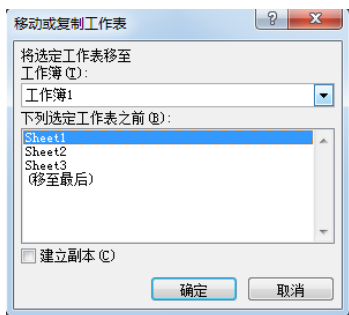 移动或复制工作表
将选定工作表移至
工作簿(T):
工作簿1
下列选定工作表之前(B):
Sheet1
Sheet2
Sheet3
(移至最后)
建立副本(C)
确定
取消